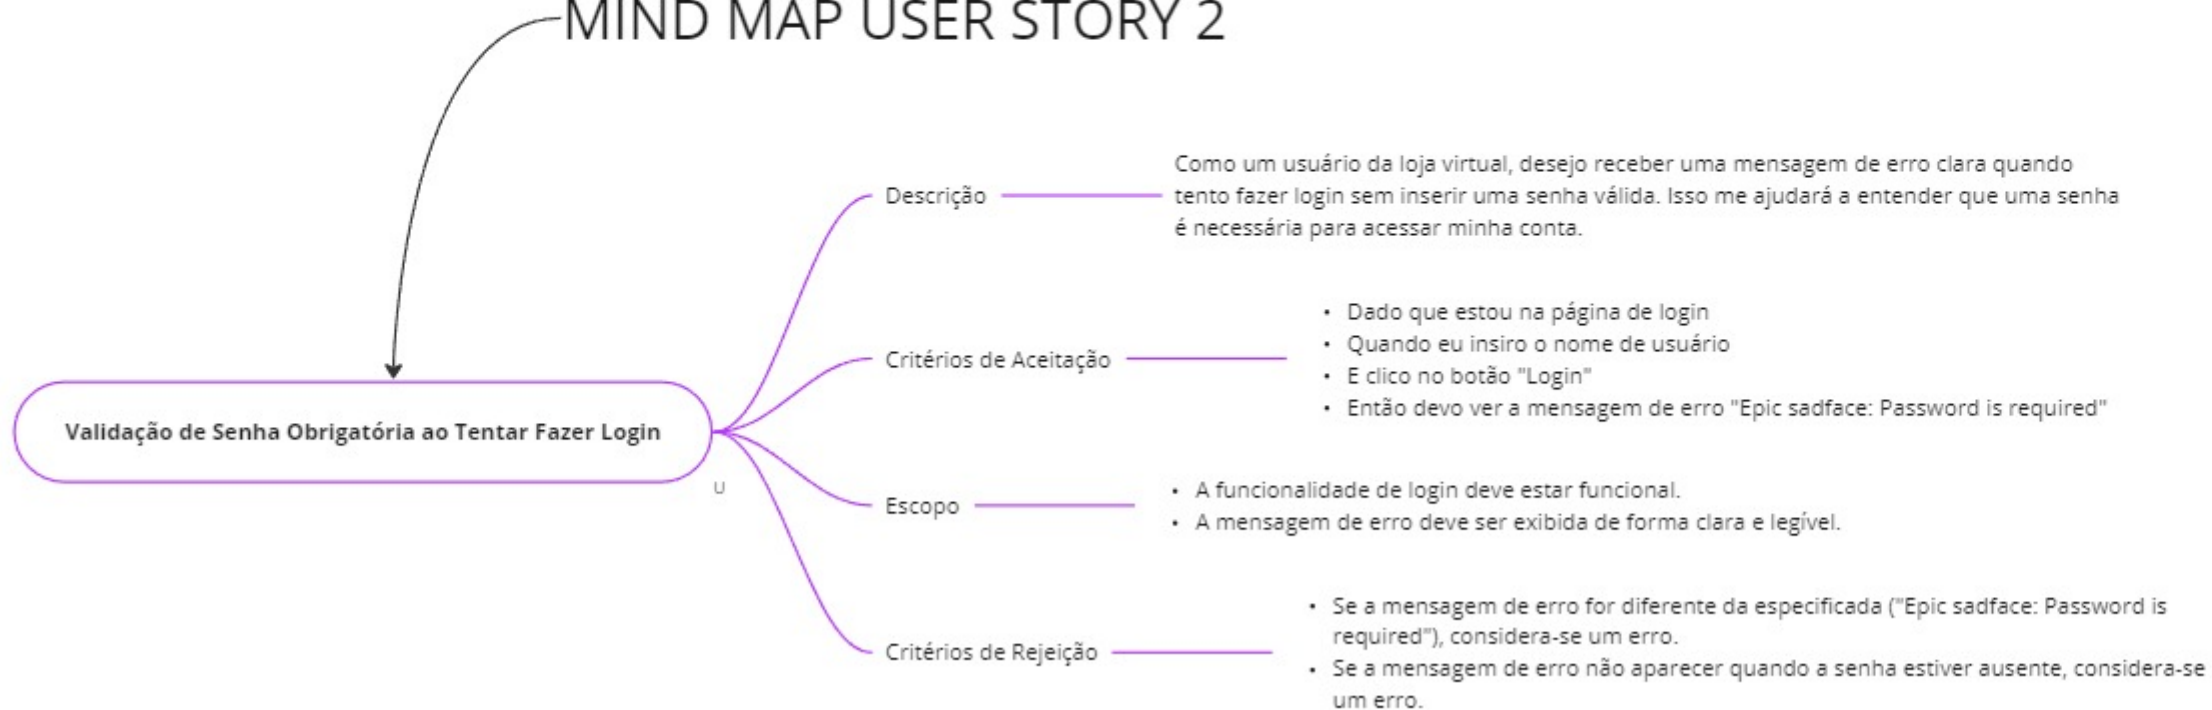 MIND MAP USER STORY 2
Validação de Senha Obrigatória ao Tentar Fazer Login
U
Descrição
Como um usuário da loja virtual, desejo receber uma mensagem de erro clara quando
tento fazer login sem inserir uma senha válida. Isso me ajudará a entender que uma senha
é necessária para acessar minha conta.
Critérios de Aceitação
• Dado que estou na página de login
• Quando eu insiro o nome de usuário
• E clico no botão "Login"
• Então devo ver a mensagem de erro "Epic sadface: Password is required"
Escopo
• A funcionalidade de login deve estar funcional.
• A mensagem de erro deve ser exibida de forma clara e legível.
Critérios de Rejeição
• Se a mensagem de erro for diferente da especificada ("Epic sadface: Password is
required"), considera-se um erro.
• Se a mensagem de erro não aparecer quando a senha estiver ausente, considera-se
um erro.